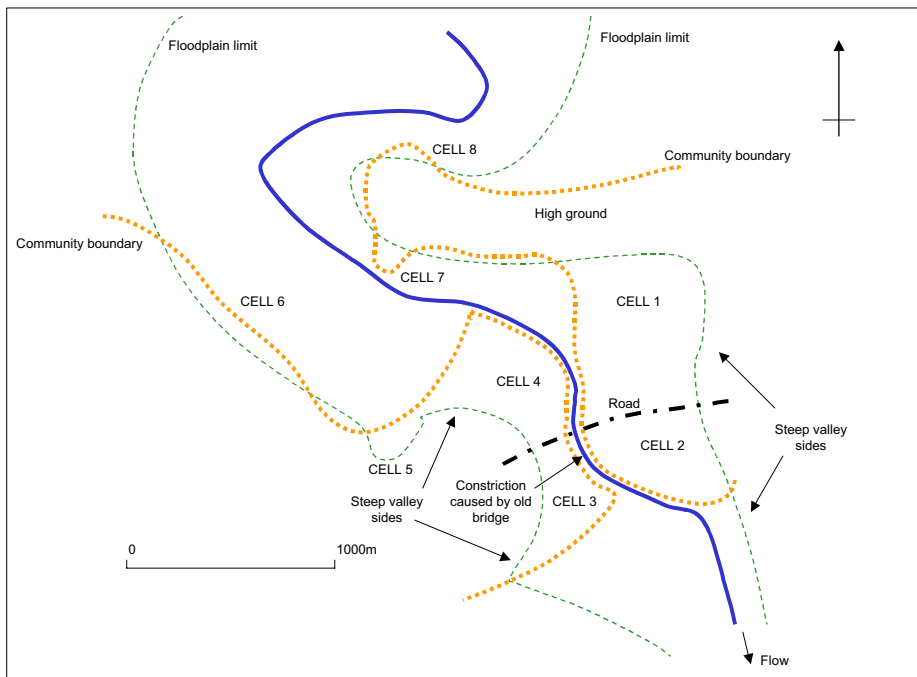 Floodplain limit
Floodplain limit
CELL 8
Community boundary
High ground
Community boundary
CELL 7
CELL 6
CELL 1
CELL 4
Road
Steep valley
sides
CELL 2
CELL 5
Steep valley
sides
Constriction
caused by old
bridge
CELL 3
0
1000m
Flow